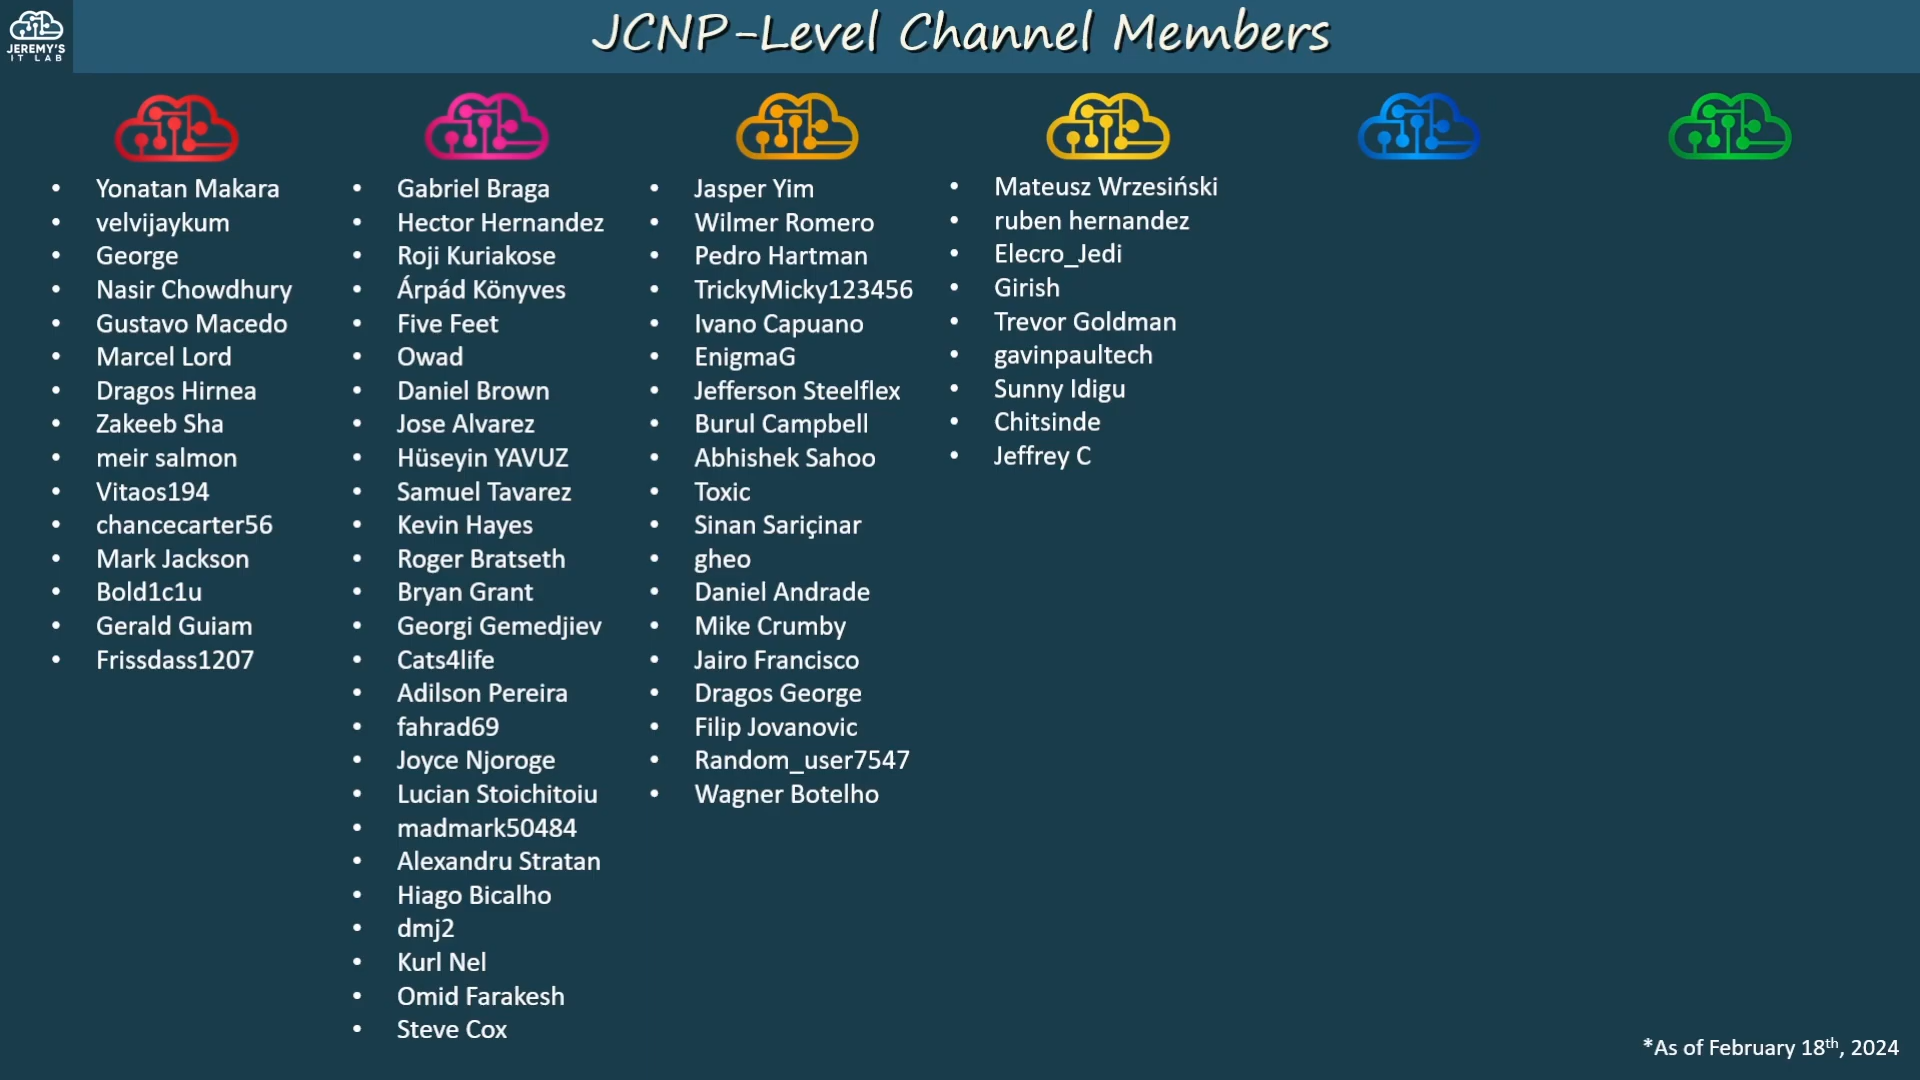 JEREMY'S
IT LAB
JCNP-Level Channel Members
• Yonatan Makara
• velvijaykum
• George
• Nasir Chowdhury
• Gustavo Macedo
• Marcel Lord
• Dragos Hirnea
• Zakeeb Sha
• meir salmon
• Vitaos194
• chancecarter56
• Mark Jackson
• Bold1c1u
• Gerald Guiam
• Frissdass1207
• Gabriel Braga
• Hector Hernandez
• Roji Kuriakose
• Árpád Könyves
• Five Feet
• Owad
• Daniel Brown
• Jose Alvarez
• Hüseyin YAVUZ
• Samuel Tavarez
• Kevin Hayes
• Roger Bratseth
• Bryan Grant
• Georgi Gemedjiev
• Cats4life
• Adilson Pereira
• fahrad69
• Joyce Njoroge
• Lucian Stoichitoiu
• madmark50484
• Alexandru Stratan
• Hiago Bicalho
• dmj2
• Kurl Nel
• Omid Farakesh
• Steve Cox
• Jasper Yim
• Wilmer Romero
• Pedro Hartman
• TrickyMicky123456
• Ivano Capuano
• EnigmaG
• Jefferson Steelflex
• Burul Campbell
• Abhishek Sahoo
• Toxic
• Sinan Sariçinar
• gheo
• Daniel Andrade
• Mike Crumby
• Jairo Francisco
• Dragos George
• Filip Jovanovic
• Random_user7547
• Wagner Botelho
• Mateusz Wrzesiński
• ruben hernandez
• Elecro_Jedi
• Girish
• Trevor Goldman
• gavinpaultech
• Sunny Idigu
• Chitsinde
• Jeffrey C
*As of February 18th, 2024